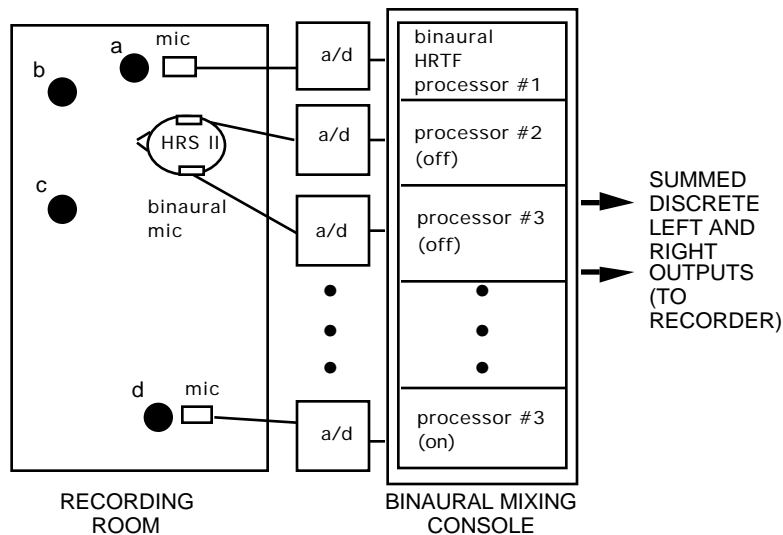 a
mic
b
HRS II
c
binaural
mic
d
mic
RECORDING
ROOM
a/d
a/d
a/d
a/d
binaural
HRTF
processor #1
processor #2
(off)
processor #3
(off)
processor #3
(on)
BINAURAL MIXING
CONSOLE
SUMMED
DISCRETE
LEFT AND
RIGHT
OUTPUTS
(TO
RECORDER)